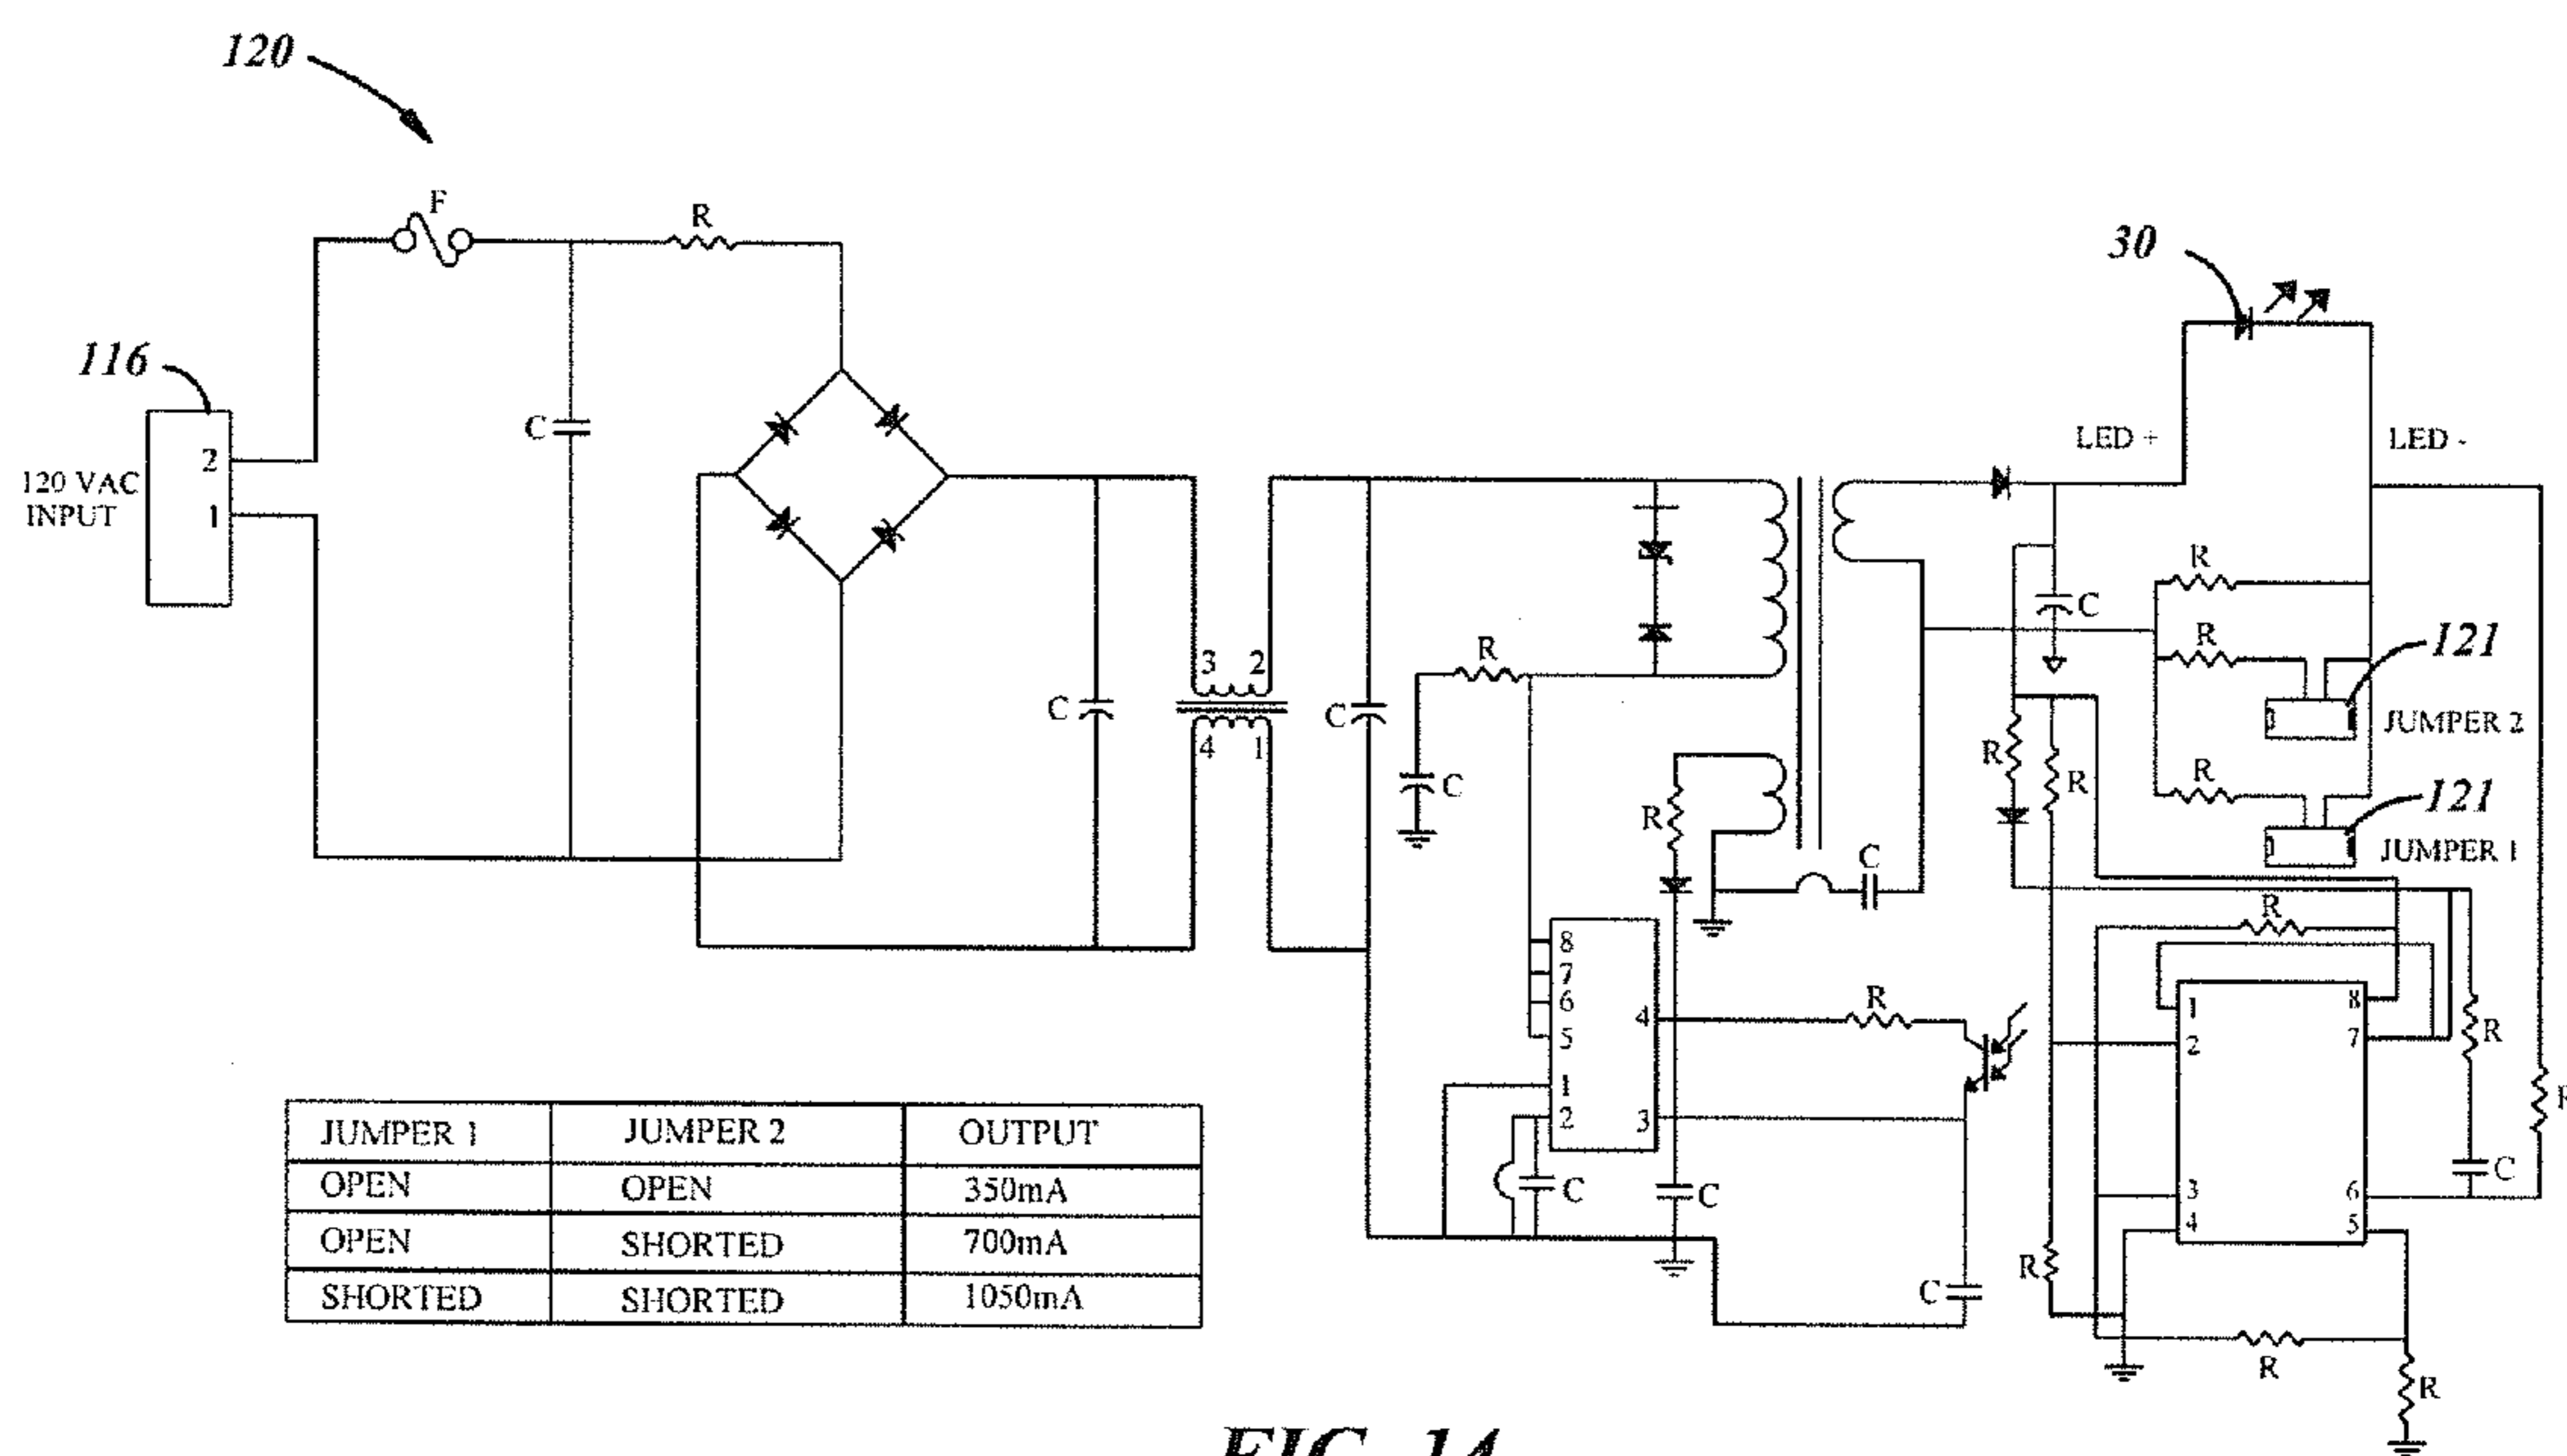 120
F
R
30
116
120 VAC
INPUT
2
1
C
LED +
LED -
R
R
121
JUMPER 2
R
121
JUMPER 1
C
3 2
4 1
C
C
R
C
R
C
R
R
R
8
7
6
5
1
2
4
3
R
C
C
C
R
1
2
3
4
8
7
6
5
R
C
R
R
R
JUMPER 1 JUMPER 2 OUTPUT
OPEN OPEN 350mA
OPEN SHORTED 700mA
SHORTED SHORTED 1050mA
FIG. 14